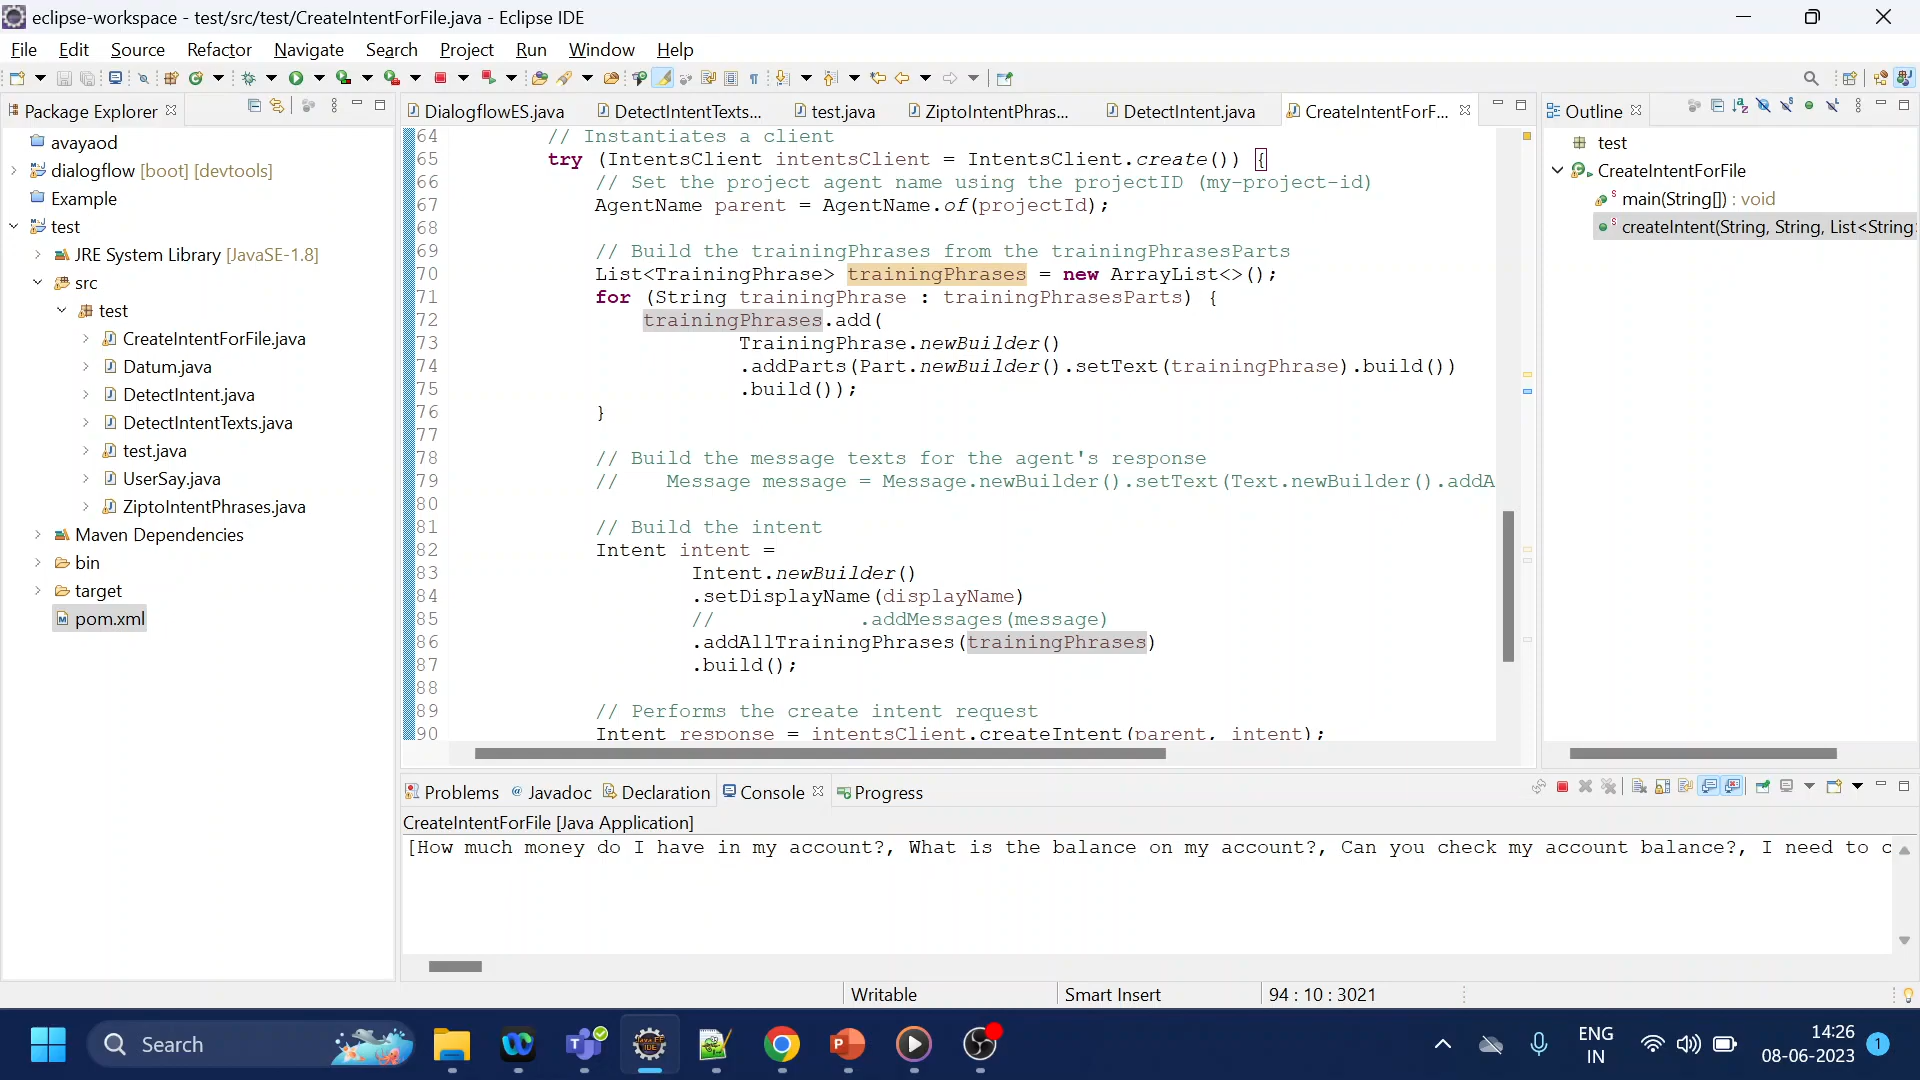 eclipse-workspace - test/src/test/CreateIntentForFile.java - Eclipse IDE
File Edit Source Refactor Navigate Search Project Run Window Help
Package Explorer
avayaod
dialogflow [boot] [devtools]
Example
test
JRE System Library [JavaSE-1.8]
src
test
CreateIntentForFile.java
Datum.java
DetectIntent.java
DetectIntentTexts.java
test.java
UserSay.java
ZiptoIntentPhrases.java
Maven Dependencies
bin
target
pom.xml
DialogflowES.java DetectIntentTexts... test.java ZiptoIntentPhras... DetectIntent.java CreateIntentForF...
64 // Instantiates a client
65 try (IntentsClient intentsClient = IntentsClient.create()) {
66 // Set the project agent name using the projectID (my-project-id)
67 AgentName parent = AgentName.of(projectId);
68
69 // Build the trainingPhrases from the trainingPhrasesParts
70 List<TrainingPhrase> trainingPhrases = new ArrayList<>();
71 for (String trainingPhrase : trainingPhrasesParts) {
72 trainingPhrases.add(
73 TrainingPhrase.newBuilder()
74 .addParts(Part.newBuilder().setText(trainingPhrase).build())
75 .build());
76 }
77
78 // Build the message texts for the agent's response
79 // Message message = Message.newBuilder().setText(Text.newBuilder().addA
80
81 // Build the intent
82 Intent intent =
83 Intent.newBuilder()
84 .setDisplayName(displayName)
85 // .addMessages(message)
86 .addAllTrainingPhrases(trainingPhrases)
87 .build();
88
89 // Performs the create intent request
90 Intent response = intentsClient.createIntent(parent, intent);
Outline
test
CreateIntentForFile
main(String[]) : void
createIntent(String, String, List<String
Problems @ Javadoc Declaration Console Progress
CreateIntentForFile [Java Application]
[How much money do I have in my account?, What is the balance on my account?, Can you check my account balance?, I need to c
Writable Smart Insert 94 : 10 : 3021
Search
ENG
IN
14:26
08-06-2023
1